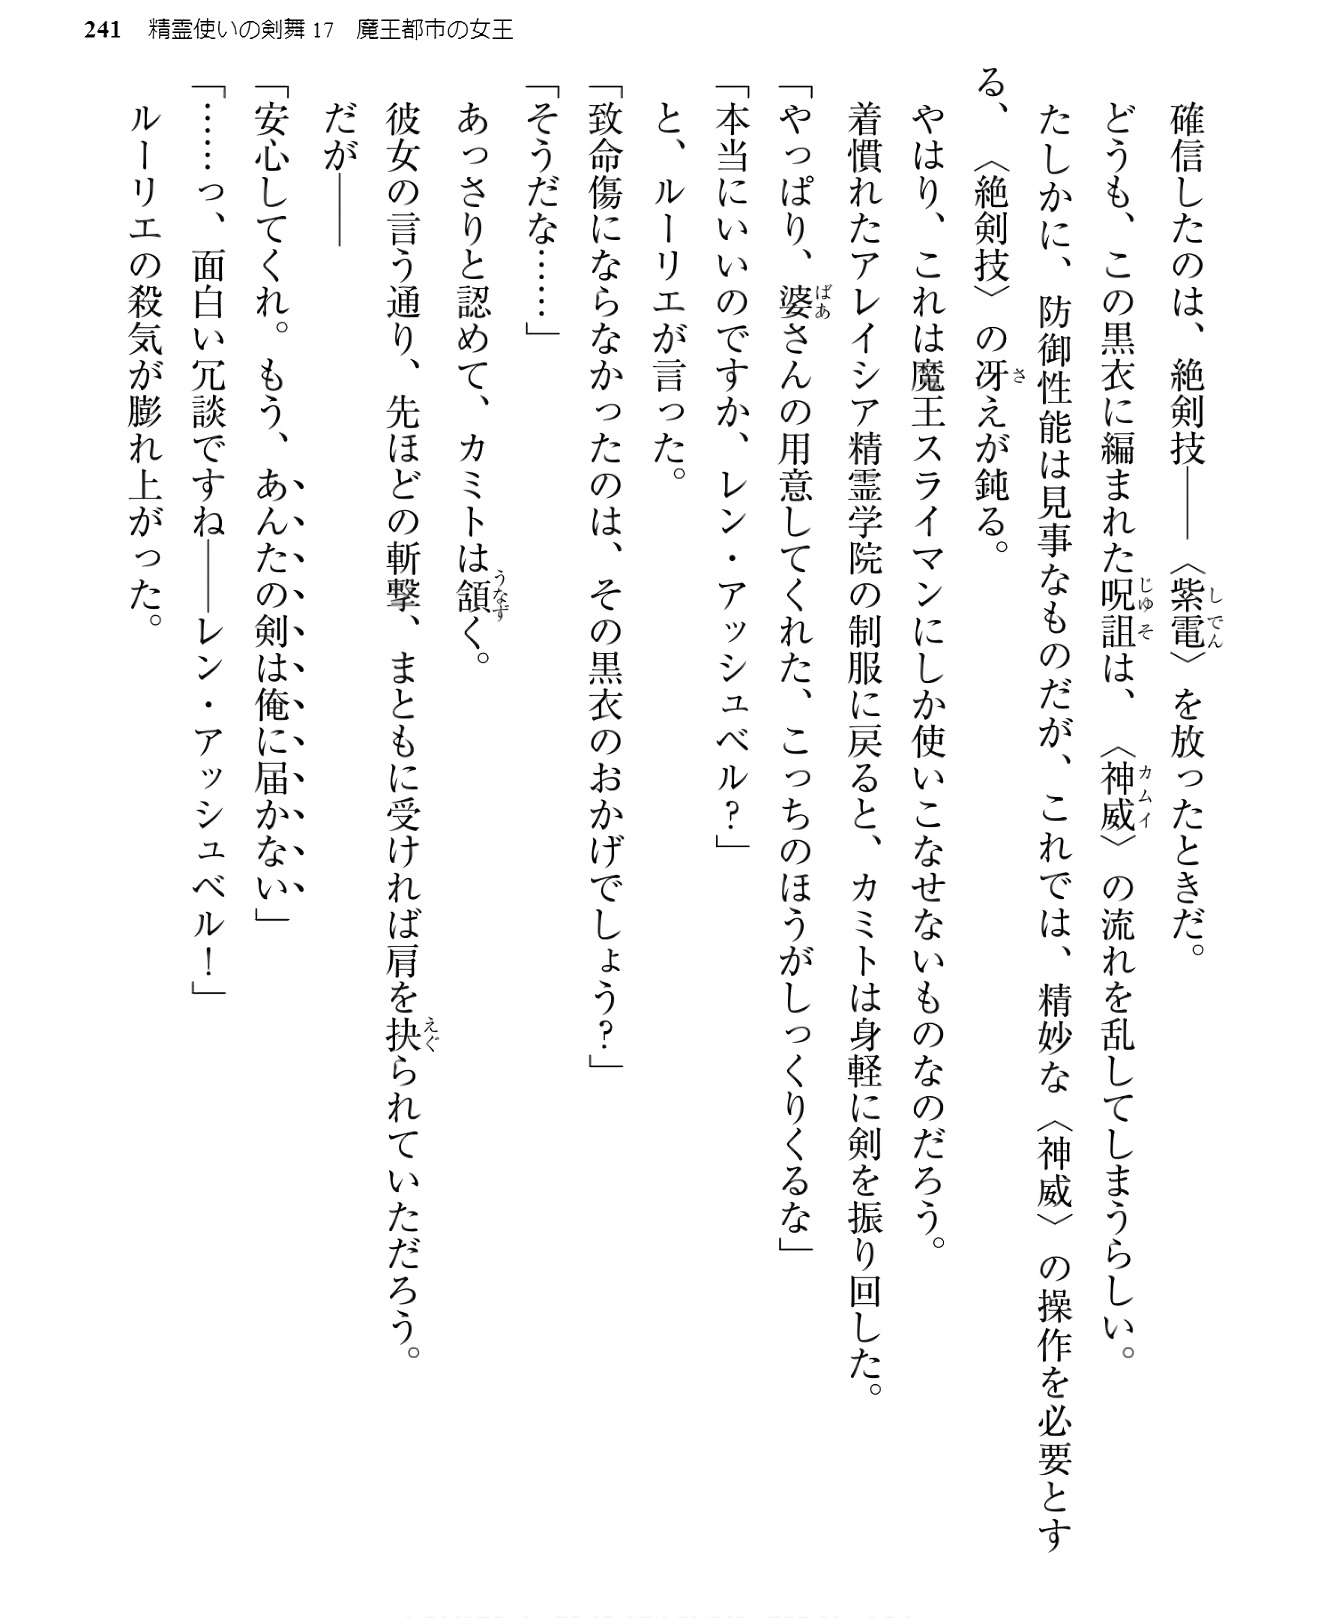 241 精霊使いの剣舞17 魔王都市の女王
確信したのは、絶剣技――〈紫電〉を放ったときだ。
どうも、この黒衣に編まれた呪詛は、〈神威〉の流れを乱してしまうらしい。
たしかに、防御性能は見事なものだが、これでは、精妙な〈神威〉の操作を必要とす
る、〈絶剣技〉の冴えが鈍る。
やはり、これは魔王スライマンにしか使いこなせないものなのだろう。
着慣れたアレイシア精霊学院の制服に戻ると、カミトは身軽に剣を振り回した。
「やっぱり、婆さんの用意してくれた、こっちのほうがしっくりくるな」
「本当にいいのですか、レン・アッシュベル?」
と、ルーリエが言った。
「致命傷にならなかったのは、その黒衣のおかげでしょう?」
「そうだな……」
あっさりと認めて、カミトは頷く。
彼女の言う通り、先ほどの斬撃、まともに受ければ肩を抉られていただろう。
だが――
「安心してくれ。もう、あんたの剣は俺に届かない」
「……っ、面白い冗談ですね――レン・アッシュベル!」
ルーリエの殺気が膨れ上がった。